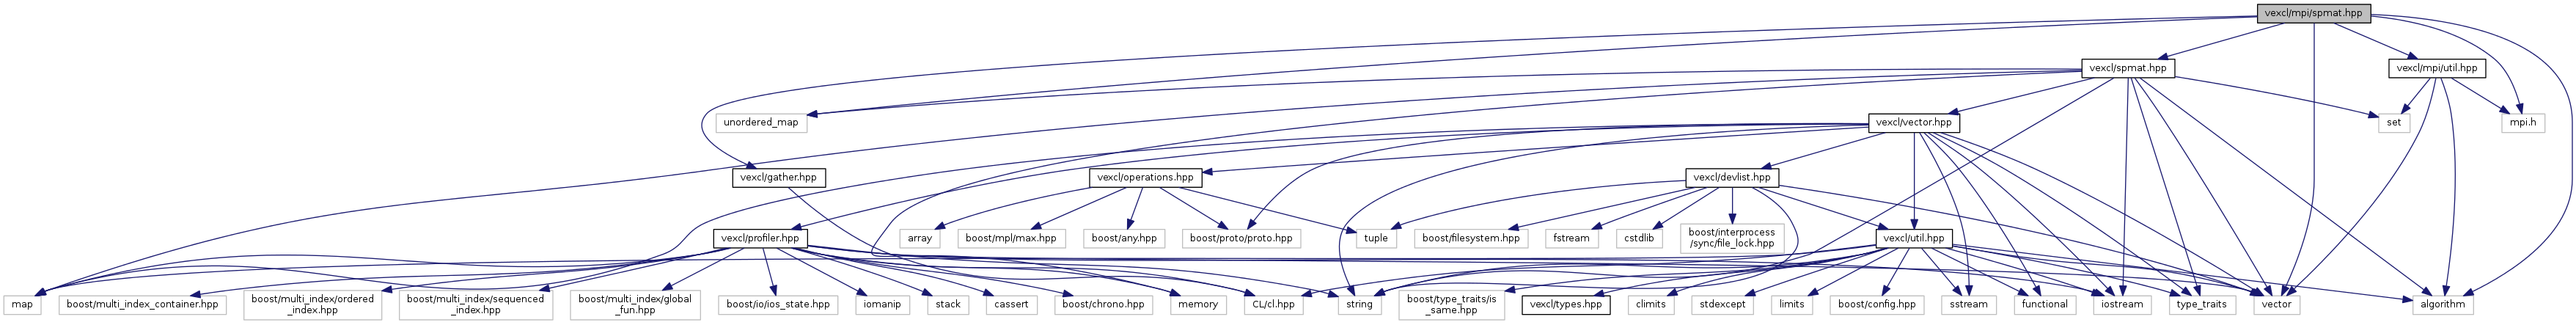 vexcl/mpi/spmat.hpp
vexcl/spmat.hpp
vexcl/mpi/util.hpp
unordered_map
vexcl/vector.hpp
set
mpi.h
vexcl/gather.hpp
vexcl/operations.hpp
vexcl/devlist.hpp
vexcl/profiler.hpp
array
boost/mpl/max.hpp
boost/any.hpp
boost/proto/proto.hpp
tuple
boost/filesystem.hpp
fstream
cstdlib
boost/interprocess
/sync/file_lock.hpp
vexcl/util.hpp
map
boost/multi_index_container.hpp
boost/multi_index/ordered
_index.hpp
boost/multi_index/sequenced
_index.hpp
boost/multi_index/global
_fun.hpp
boost/io/ios_state.hpp
iomanip
stack
cassert
boost/chrono.hpp
memory
CL/cl.hpp
string
boost/type_traits/is
_same.hpp
vexcl/types.hpp
climits
stdexcept
limits
boost/config.hpp
sstream
functional
iostream
type_traits
vector
algorithm